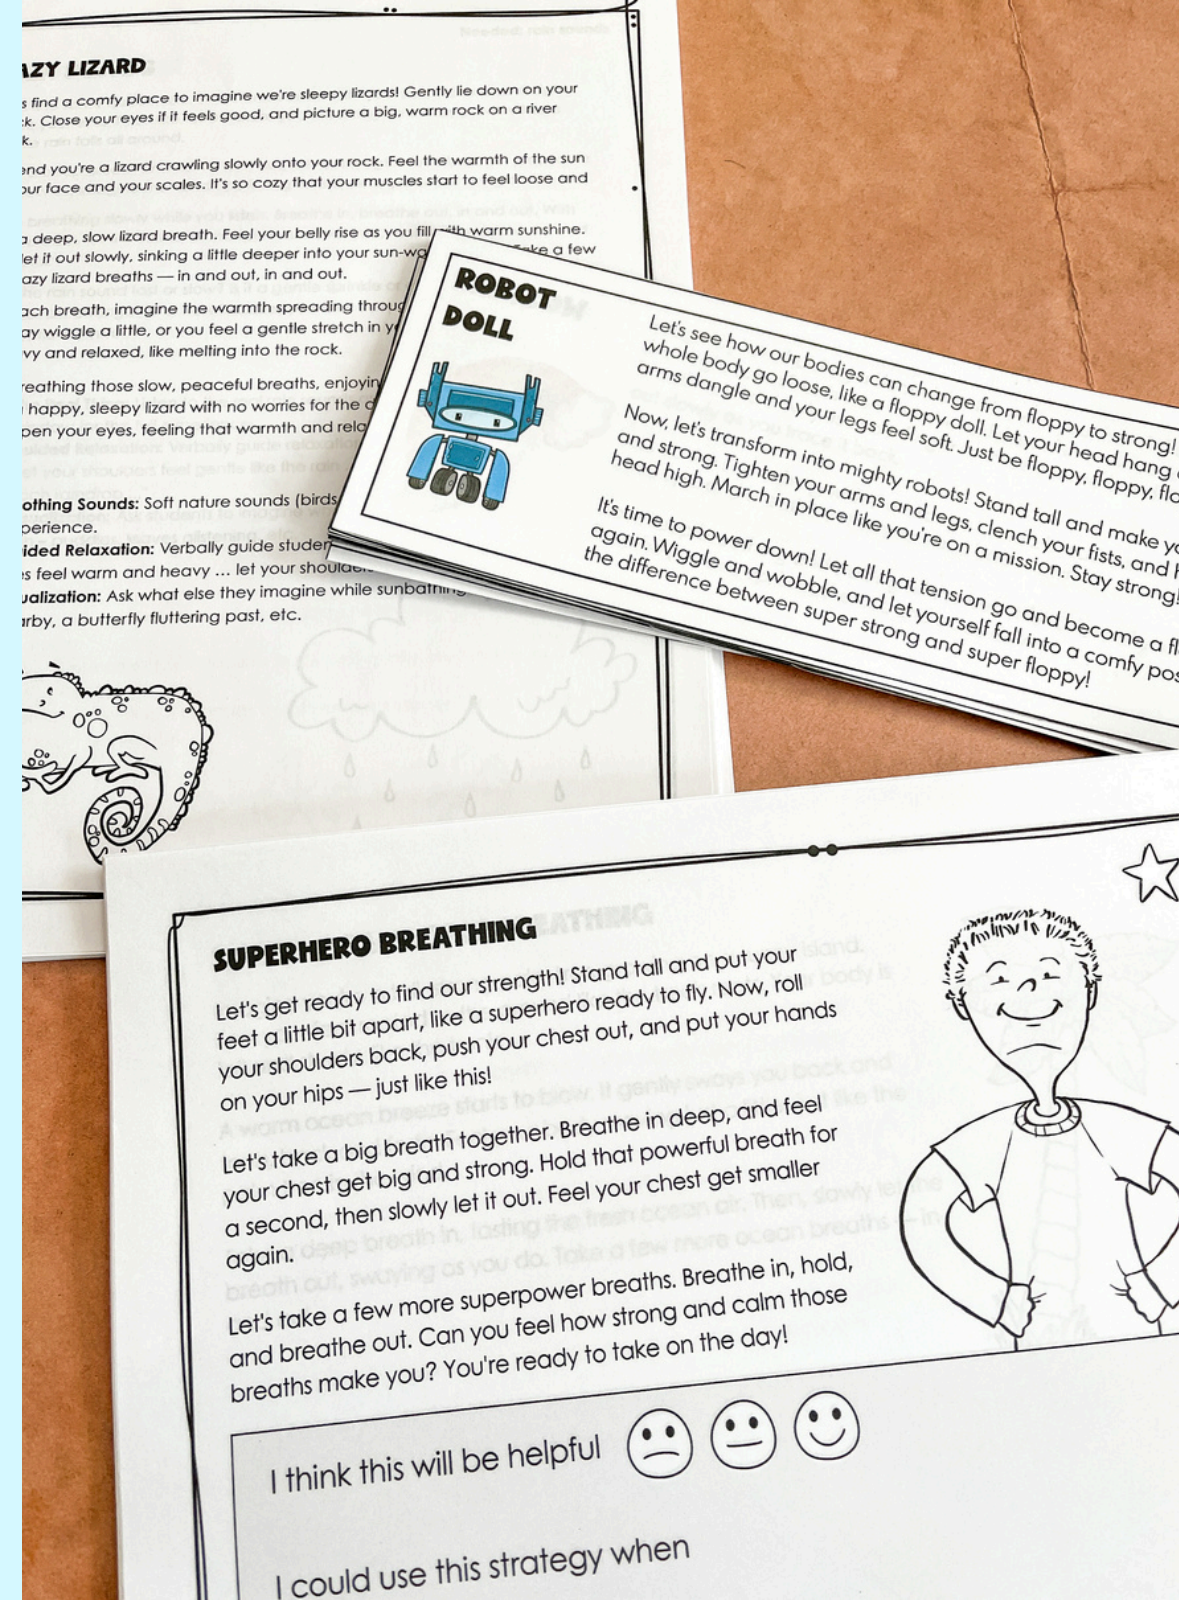 AZY LIZARD
s find a comfy place to imagine we're sleepy lizards! Gently lie down on your
k. Close your eyes if it feels good, and picture a big, warm rock on a river
k.
end you're a lizard crawling slowly onto your rock. Feel the warmth of the sun
our face and your scales. It's so cozy that your muscles start to feel loose and
a deep, slow lizard breath. Feel your belly rise as you fill with warm sunshine.
et it out slowly, sinking a little deeper into your sun-wa
ake a few
azy lizard breaths — in and out, in and out.
ach breath, imagine the warmth spreading throug
ay wiggle a little, or you feel a gentle stretch in y
vy and relaxed, like melting into the rock.
reathing those slow, peaceful breaths, enjoyin
happy, sleepy lizard with no worries for the d
pen your eyes, feeling that warmth and rela
othing Sounds: Soft nature sounds (birds
perience.
ided Relaxation: Verbally guide studen
s feel warm and heavy ... let your shoulde
ualization: Ask what else they imagine while sunbathing
arby, a butterfly fluttering past, etc.
ROBOT
DOLL
Let's see how our bodies can change from floppy to strong!
whole body go loose, like a floppy doll. Let your head hang
arms dangle and your legs feel soft. Just be floppy, floppy, flo
Now, let's transform into mighty robots! Stand tall and make yo
and strong. Tighten your arms and legs, clench your fists, and h
head high. March in place like you're on a mission. Stay strong!
It's time to power down! Let all that tension go and become a fl
again. Wiggle and wobble, and let yourself fall into a comfy pos
the difference between super strong and super floppy!
SUPERHERO BREATHING
Let's get ready to find our strength! Stand tall and put your
feet a little bit apart, like a superhero ready to fly. Now, roll
your shoulders back, push your chest out, and put your hands
on your hips — just like this!
Let's take a big breath together. Breathe in deep, and feel
your chest get big and strong. Hold that powerful breath for
a second, then slowly let it out. Feel your chest get smaller
again.
Let's take a few more superpower breaths. Breathe in, hold,
and breathe out. Can you feel how strong and calm those
breaths make you? You're ready to take on the day!
I think this will be helpful
I could use this strategy when